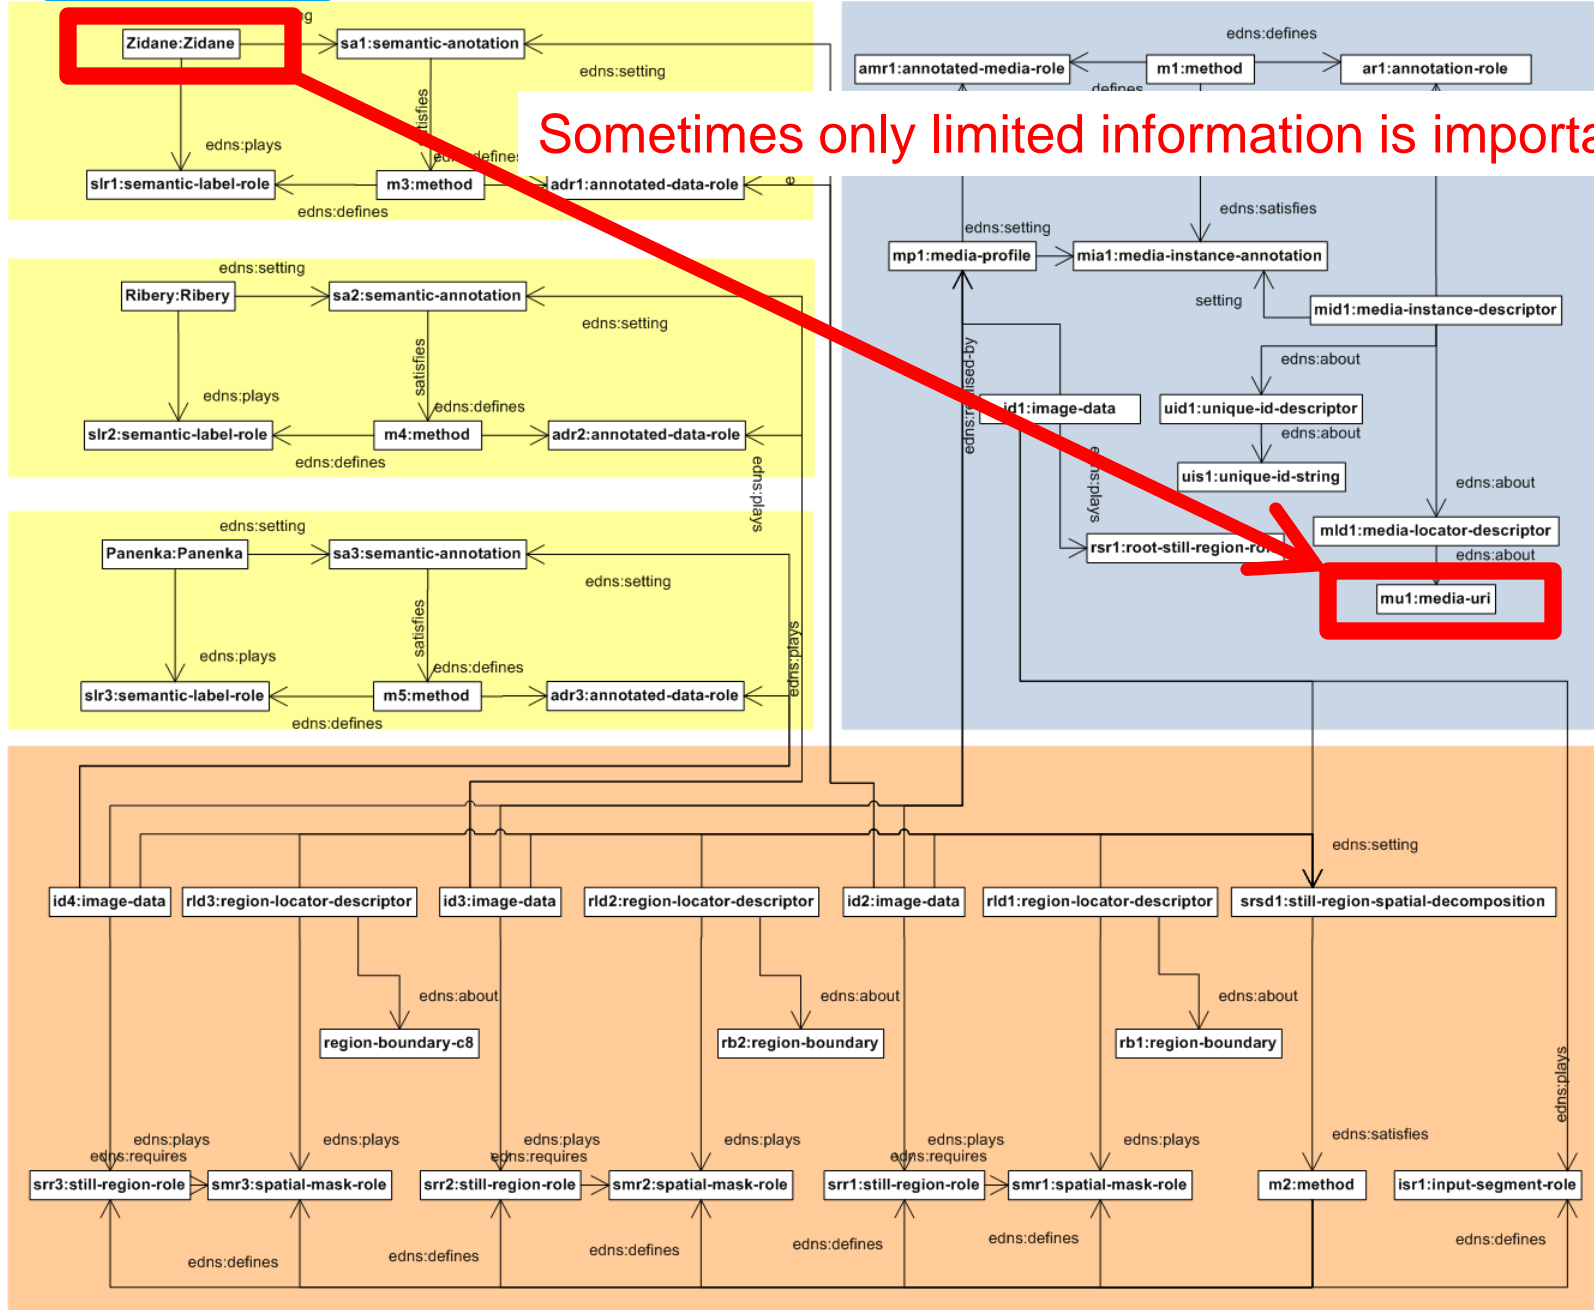 Zidane:Zidane
sa1:semantic-anotation
edns:setting
edns:plays
slr1:semantic-label-role
m3:method
adr1:annotated-data-role
edns:defines
edns:defines
amr1:annotated-media-role
m1:method
ar1:annotation-role
defines
Sometimes only limited information is importa
edns:setting
edns:satisfies
mp1:media-profile
mia1:media-instance-annotation
setting
mid1:media-instance-descriptor
edns:about
id1:image-data
uid1:unique-id-descriptor
edns:about
edns:plays
uis1:unique-id-string
edns:about
mld1:media-locator-descriptor
rsr1:root-still-region-role
edns:about
mu1:media-uri
edns:setting
Ribery:Ribery
sa2:semantic-annotation
edns:setting
satisfies
edns:plays
edns:defines
slr2:semantic-label-role
m4:method
adr2:annotated-data-role
edns:defines
edns:plays
edns:setting
Panenka:Panenka
sa3:semantic-annotation
edns:setting
satisfies
edns:plays
edns:defines
edns:plays
slr3:semantic-label-role
m5:method
adr3:annotated-data-role
edns:defines
edns:setting
id4:image-data
rld3:region-locator-descriptor
id3:image-data
rld2:region-locator-descriptor
id2:image-data
rld1:region-locator-descriptor
srsd1:still-region-spatial-decomposition
edns:about
edns:about
edns:about
region-boundary-c8
rb2:region-boundary
rb1:region-boundary
edns:plays
edns:plays
edns:plays
edns:plays
edns:plays
edns:plays
edns:plays
edns:satisfies
edns:requires
edns:requires
edns:requires
srr3:still-region-role
smr3:spatial-mask-role
srr2:still-region-role
smr2:spatial-mask-role
srr1:still-region-role
smr1:spatial-mask-role
m2:method
isr1:input-segment-role
edns:defines
edns:defines
edns:defines
edns:defines
edns:defines
edns:defines